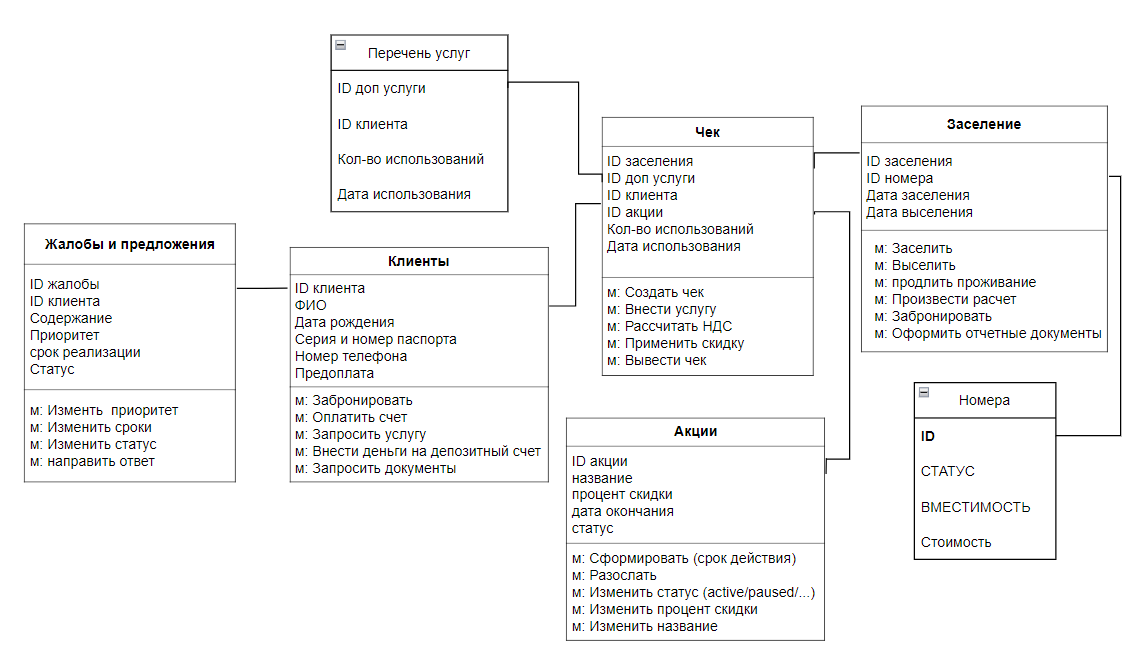 Перечень услуг
ID доп услуги
ID клиента
Кол-во использований
Дата использования
Чек
ID заселения
ID доп услуги
ID клиента
ID акции
Кол-во использований
Дата использования
м: Создать чек
м: Внести услугу
м: Рассчитать НДС
м: Применить скидку
м: Вывести чек
Заселение
ID заселения
ID номера
Дата заселения
Дата выселения
м: Заселить
м: Выселить
м: продлить проживание
м: Произвести расчет
м: Забронировать
м: Оформить отчетные документы
Жалобы и предложения
ID жалобы
ID клиента
Содержание
Приоритет
срок реализации
Статус
м: Изменть приоритет
м: Изменить сроки
м: Изменить статус
м: направить ответ
Клиенты
ID клиента
ФИО
Дата рождения
Серия и номер паспорта
Номер телефона
Предоплата
м: Забронировать
м: Оплатить счет
м: Запросить услугу
м: Внести деньги на депозитный счет
м: Запросить документы
Акции
ID акции
название
процент скидки
дата окончания
статус
м: Сформировать (срок действия)
м: Разослать
м: Изменить статус (active/paused/...)
м: Изменить процент скидки
м: Изменить название
Номера
ID
СТАТУС
ВМЕСТИМОСТЬ
Стоимость